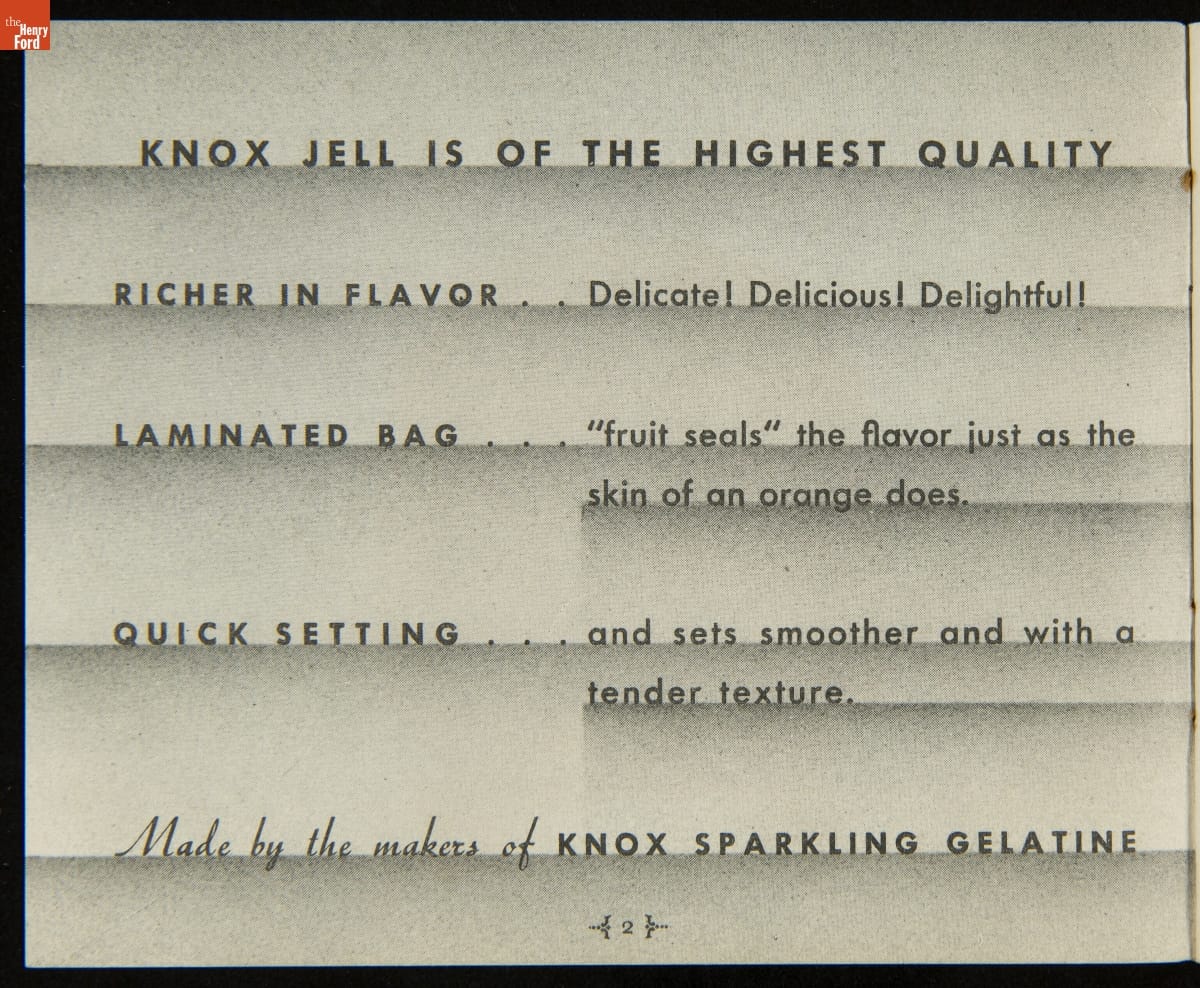 the
Henry
Ford
KNOX JELL IS OF THE HIGHEST QUALITY
RICHER IN FLAVOR . . Delicate! Delicious! Delightful!
LAMINATED BAG . . . "fruit seals" the flavor just as the
skin of an orange does.
QUICK SETTING . . . and sets smoother and with a
tender texture.
Made by the makers of KNOX SPARKLING GELATINE
2